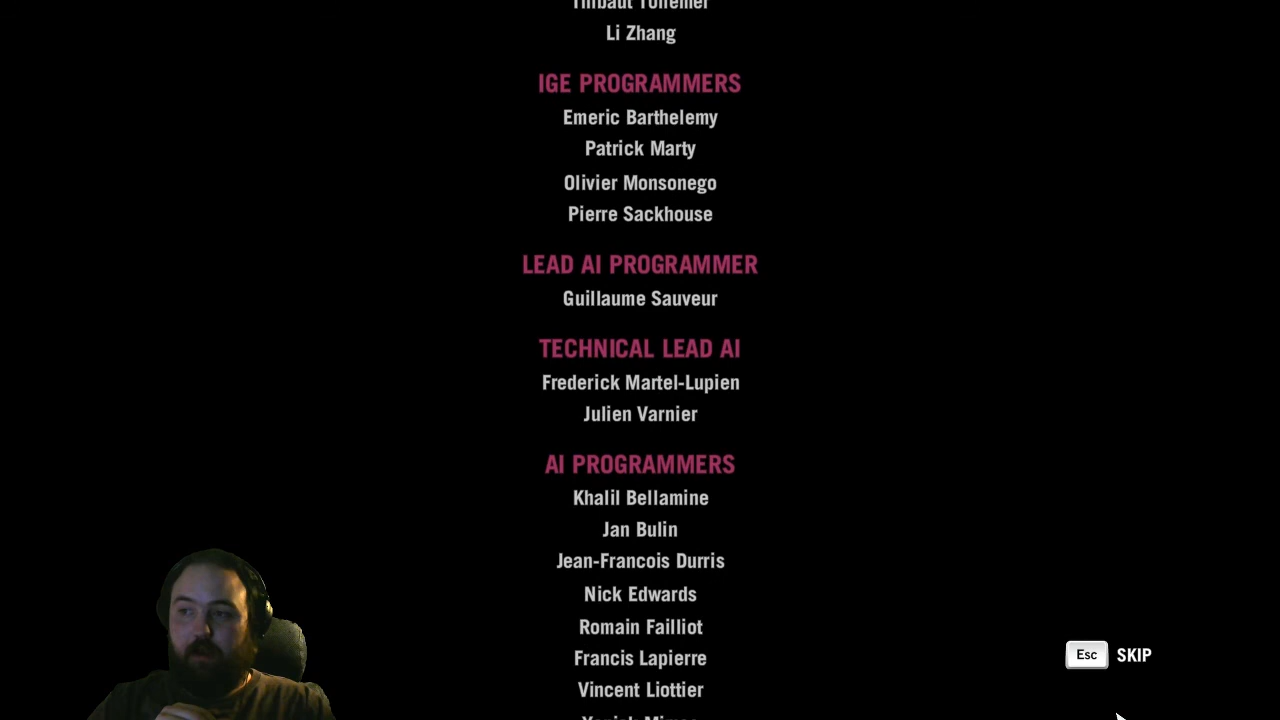 Li Zhang
IGE PROGRAMMERS
Emeric Barthelemy
Patrick Marty
Olivier Monsonego
Pierre Sackhouse
LEAD AI PROGRAMMER
Guillaume Sauveur
TECHNICAL LEAD AI
Frederick Martel-Lupien
Julien Varnier
AI PROGRAMMERS
Khalil Bellamine
Jan Bulin
Jean-Francois Durris
Nick Edwards
Romain Failliot
Francis Lapierre
Vincent Liottier
Esc SKIP